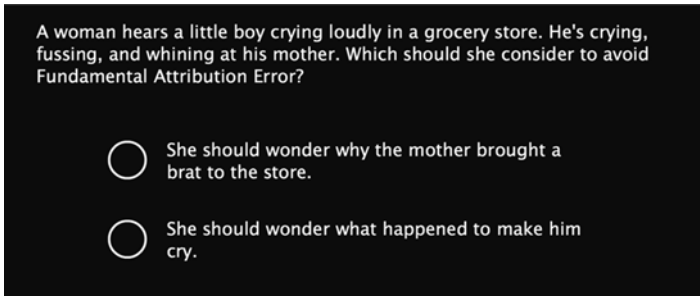 A woman hears a little boy crying loudly in a grocery store. He's crying,
fussing, and whining at his mother. Which should she consider to avoid
Fundamental Attribution Error?
She should wonder why the mother brought a
brat to the store.
She should wonder what happened to make him
cry.